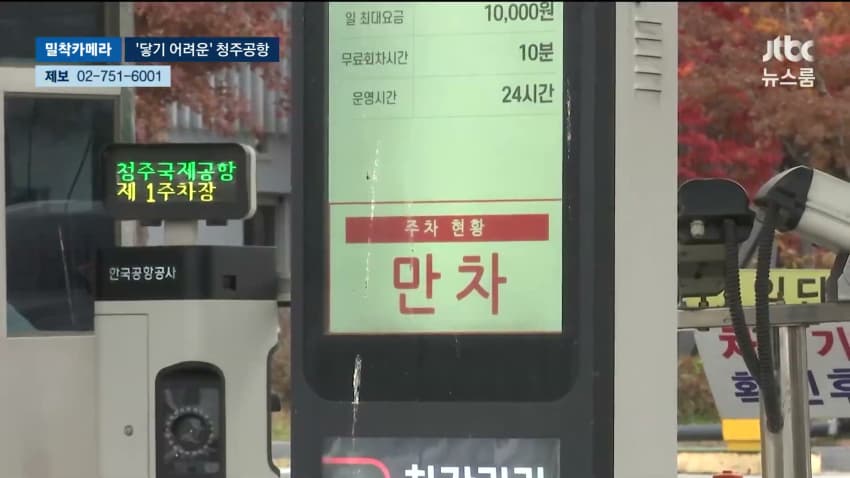 밀착카메라 '닿기 어려운' 청주공항
제보 02-751-6001
jtbc
뉴스룸
일 최대요금 10,000원
무료회차시간 10분
운영시간 24시간
주차 현황
만차
청주국제공항
제 1주차장
한국공항공사